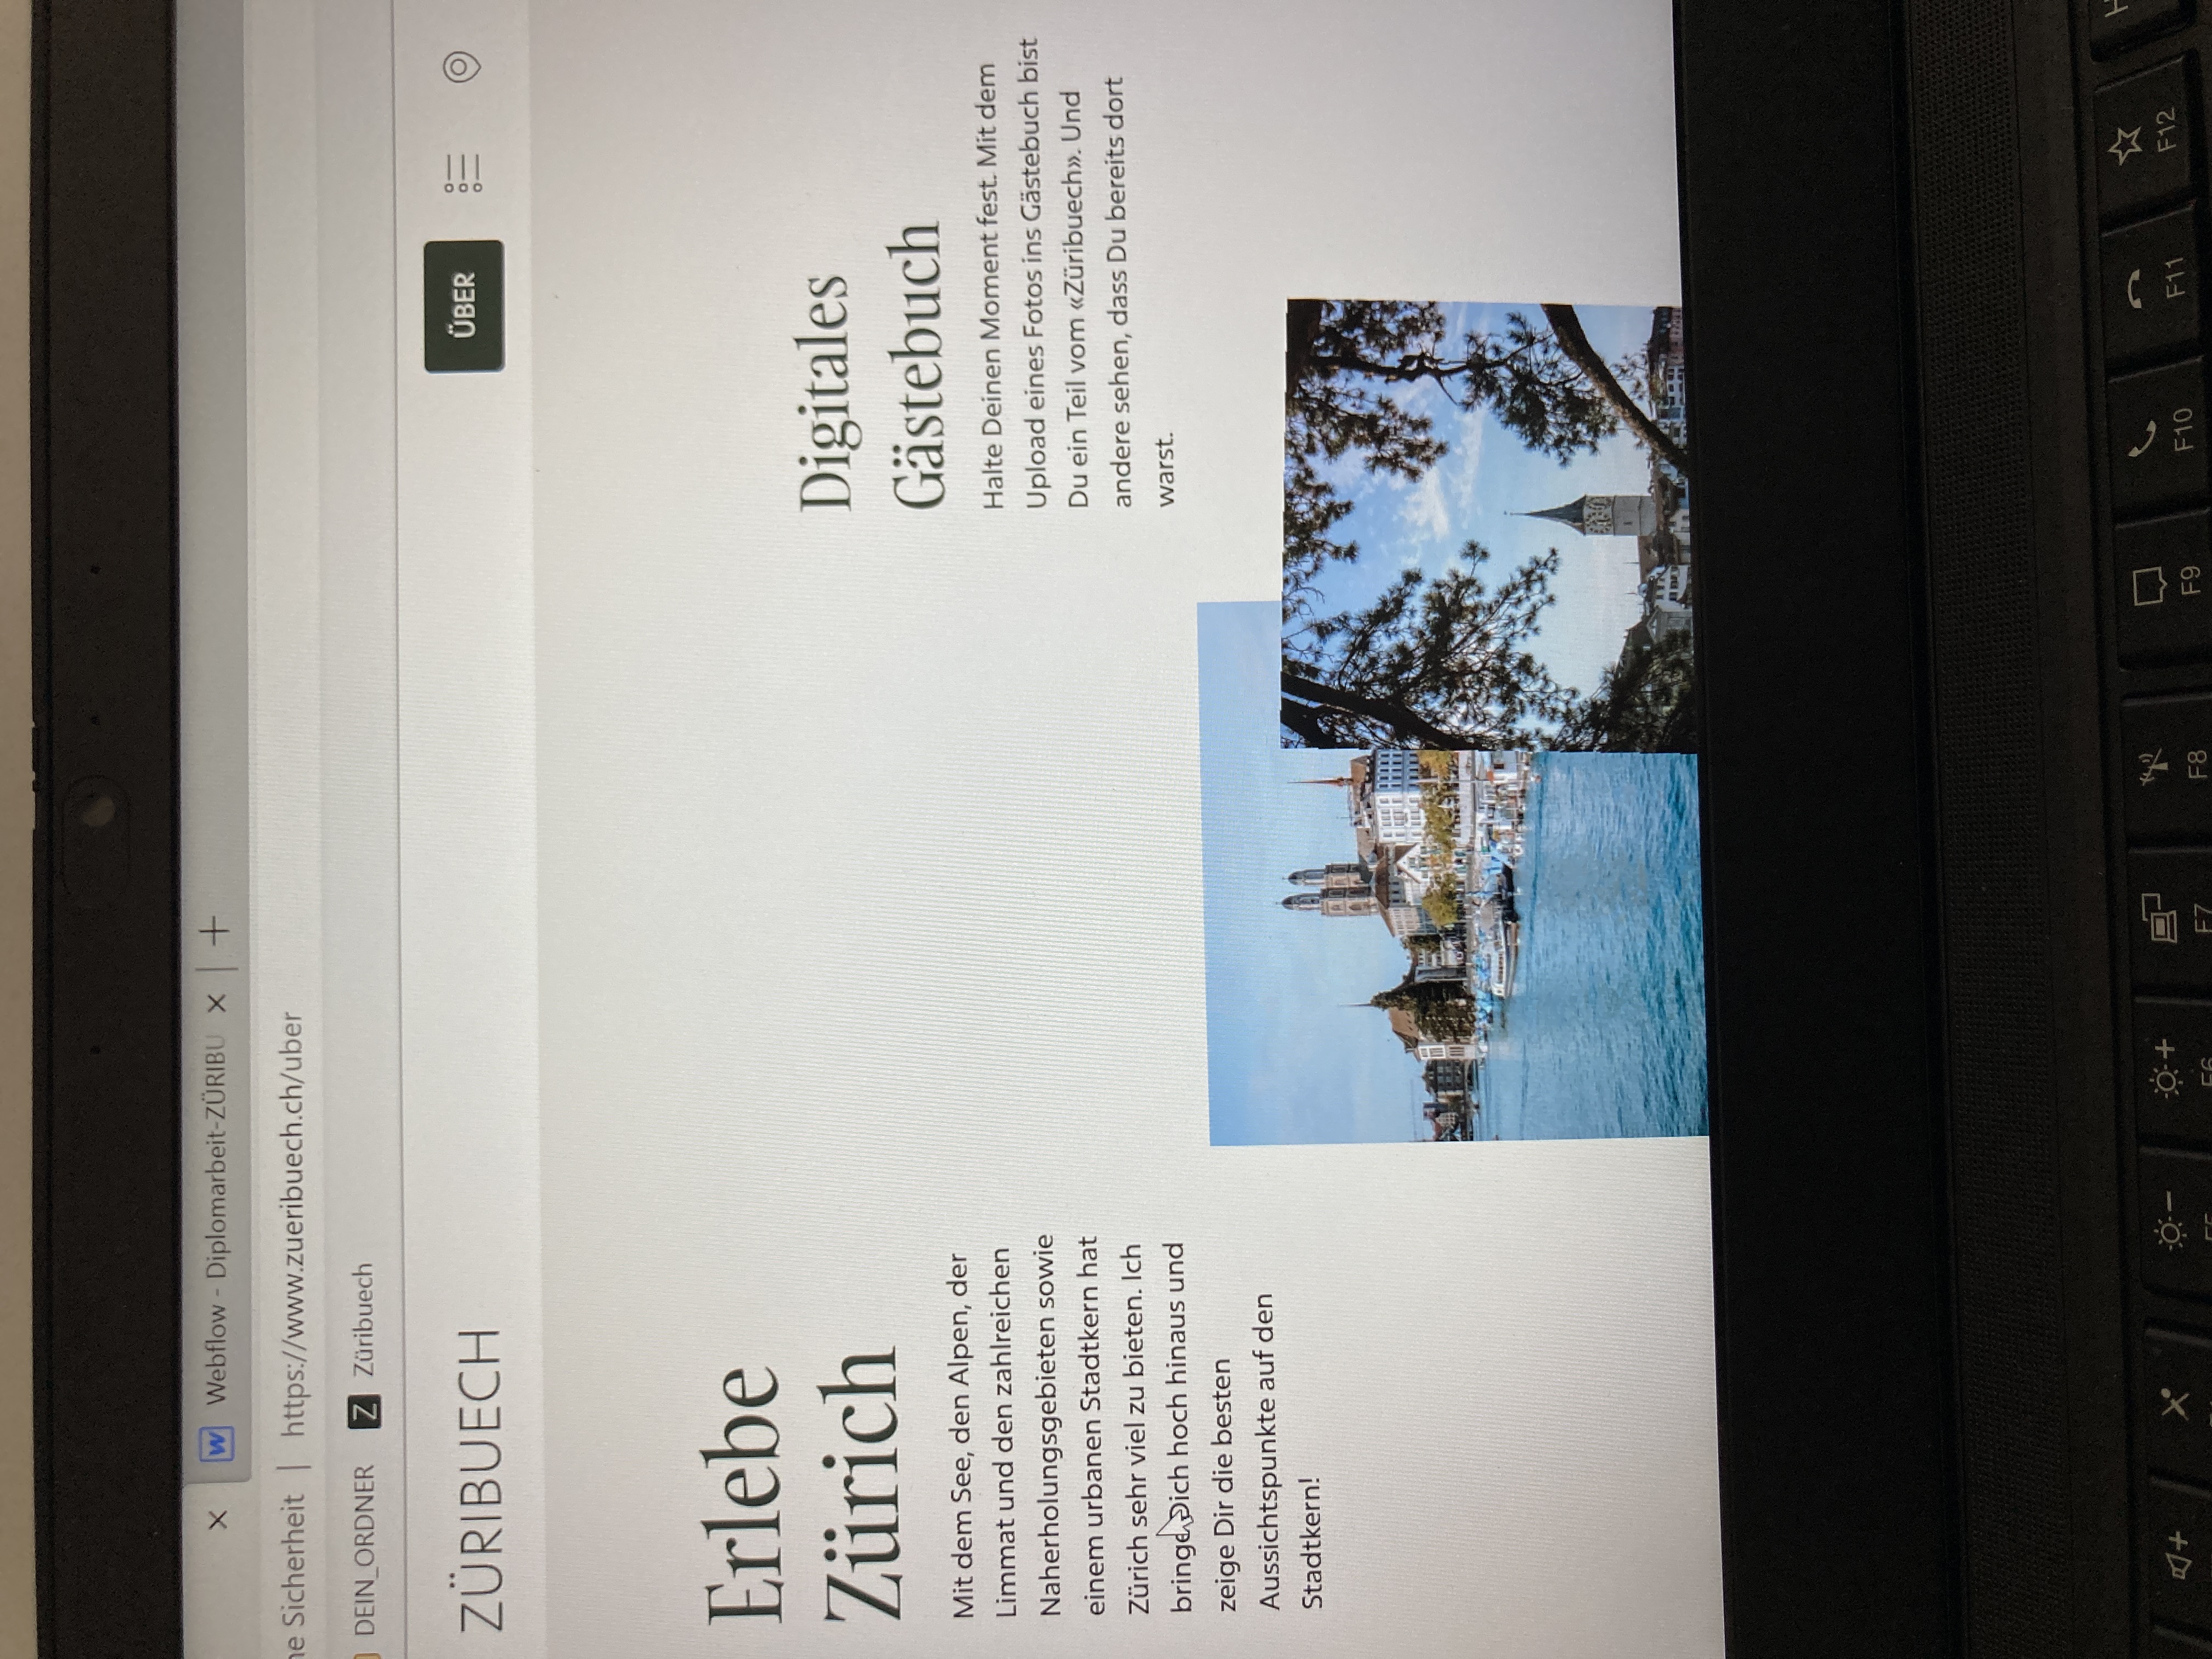 Webflow - Diplomarbeit-ZÜRIBU
Sicherheit | https://www.zueribuech.ch/uber
DEIN_ORDNER Züribuech
ZÜRIBUECH
ÜBER
Erlebe
Zürich
Mit dem See, den Alpen, der
Limmat und den zahlreichen
Naherholungsgebieten sowie
einem urbanen Stadtkern hat
Zürich sehr viel zu bieten. Ich
bringe Dich hoch hinaus und
zeige Dir die besten
Aussichtspunkte auf den
Stadtkern!
Digitales
Gästebuch
Halte Deinen Moment fest. Mit dem
Upload eines Fotos ins Gästebuch bist
Du ein Teil vom «Züribuech». Und
andere sehen, dass Du bereits dort
warst.
F5 F6 F7 F8 F9 F10 F11 F12